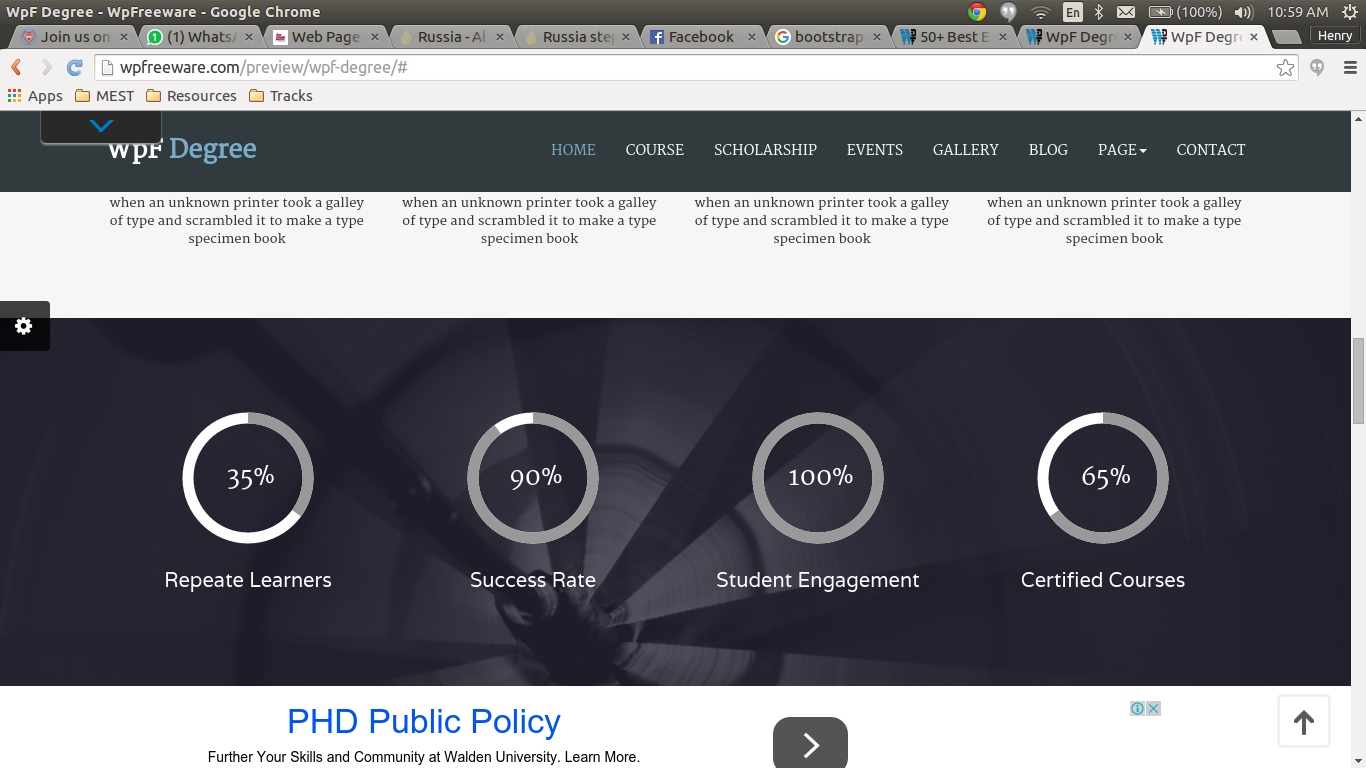 WpF Degree - WpFreeware - Google Chrome
En
(100%)
10:59 AM
Join us on
(1) WhatsA
Web Page
Russia - Al
Russia ste
Facebook
bootstrap
50+ Best E
WpF Degr
WpF Degr
Henry
wpfreeware.com/preview/wpf-degree/#
Apps MEST Resources Tracks
WpF Degree
HOME COURSE SCHOLARSHIP EVENTS GALLERY BLOG PAGE CONTACT
when an unknown printer took a galley
of type and scrambled it to make a type
specimen book
when an unknown printer took a galley
of type and scrambled it to make a type
specimen book
when an unknown printer took a galley
of type and scrambled it to make a type
specimen book
when an unknown printer took a galley
of type and scrambled it to make a type
specimen book
35%
Repeate Learners
90%
Success Rate
100%
Student Engagement
65%
Certified Courses
PHD Public Policy
Further Your Skills and Community at Walden University. Learn More.